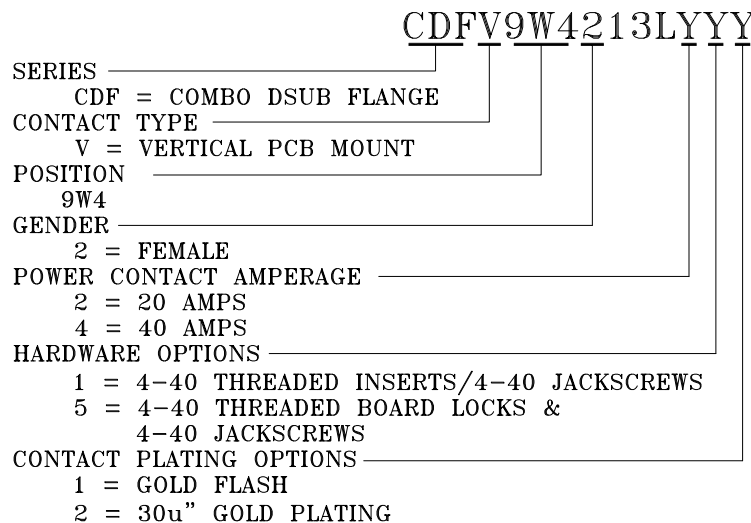 CDFV9W4213LYYY
SERIES
CDF = COMBO DSUB FLANGE
CONTACT TYPE
V = VERTICAL PCB MOUNT
POSITION
9W4
GENDER
2 = FEMALE
POWER CONTACT AMPERAGE
2 = 20 AMPS
4 = 40 AMPS
HARDWARE OPTIONS
1 = 4-40 THREADED INSERTS/4-40 JACKSCREWS
5 = 4-40 THREADED BOARD LOCKS &
4-40 JACKSCREWS
CONTACT PLATING OPTIONS
1 = GOLD FLASH
2 = 30u" GOLD PLATING